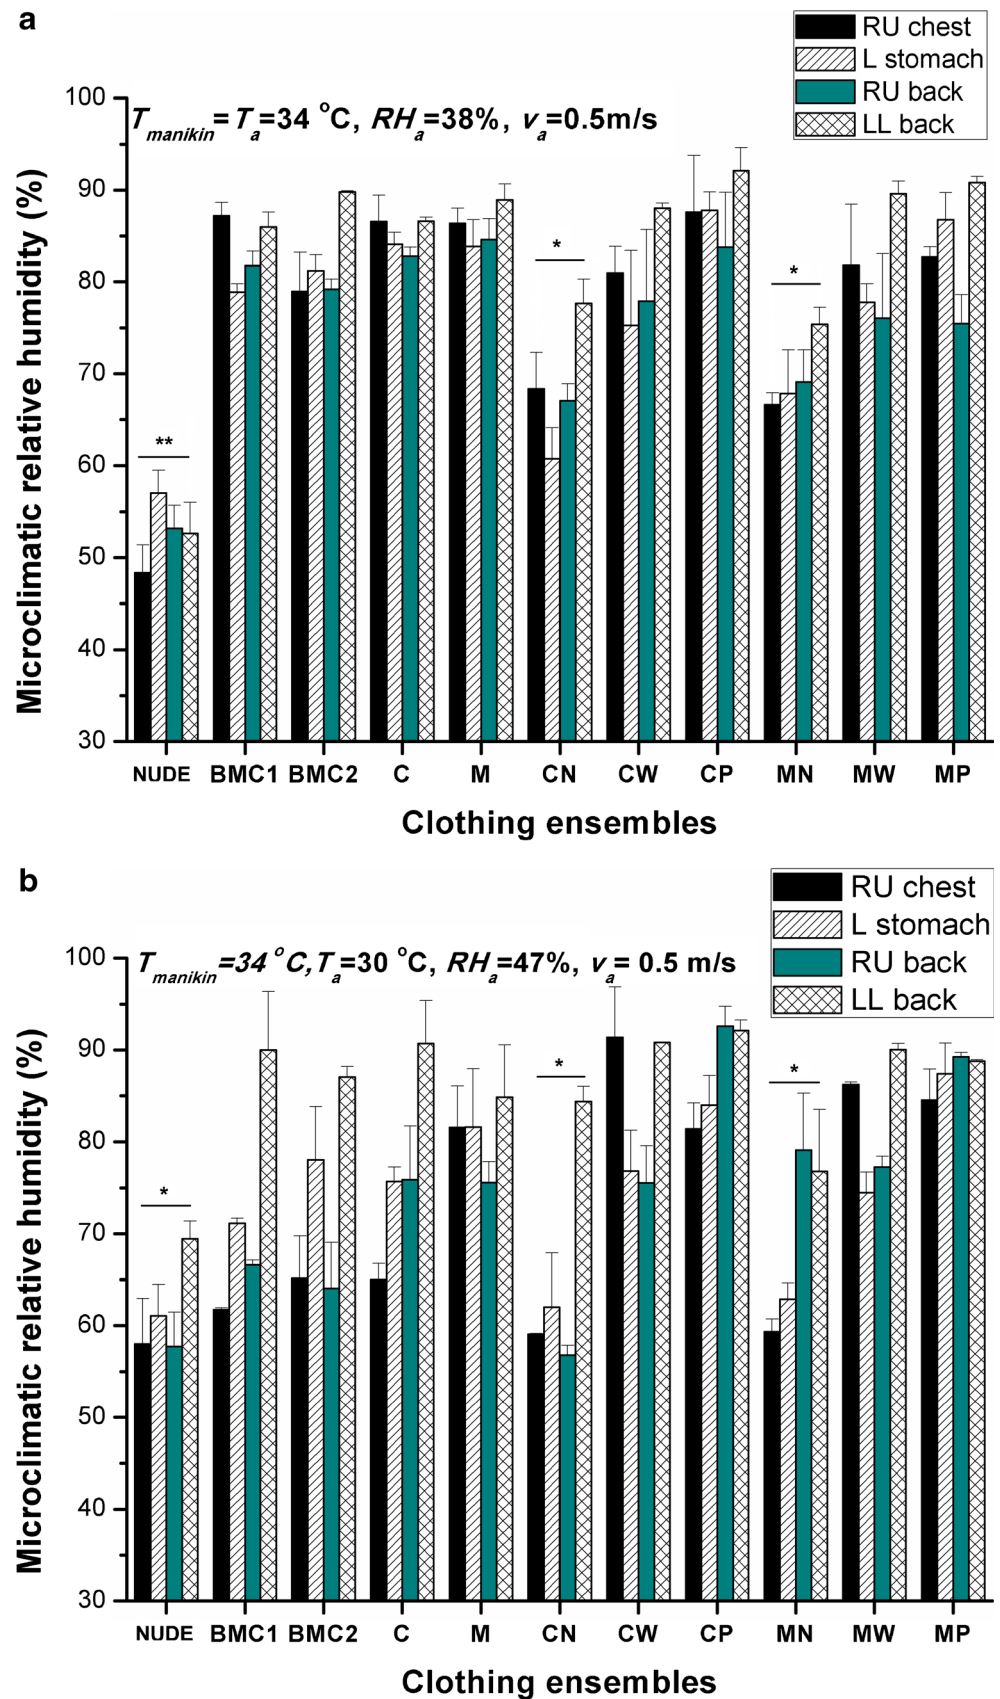 a
RU chest
L stomach
RU back
LL back
T_manikin=T_a=34 °C, RH_a=38%, v_a=0.5m/s
Microclimatic relative humidity (%)
100
90
80
70
60
50
40
30
**
*
*
NUDE BMC1 BMC2 C M CN CW CP MN MW MP
Clothing ensembles
b
RU chest
L stomach
RU back
LL back
T_manikin=34 °C, T_a=30 °C, RH_a=47%, v_a= 0.5 m/s
Microclimatic relative humidity (%)
100
90
80
70
60
50
40
30
*
*
*
NUDE BMC1 BMC2 C M CN CW CP MN MW MP
Clothing ensembles